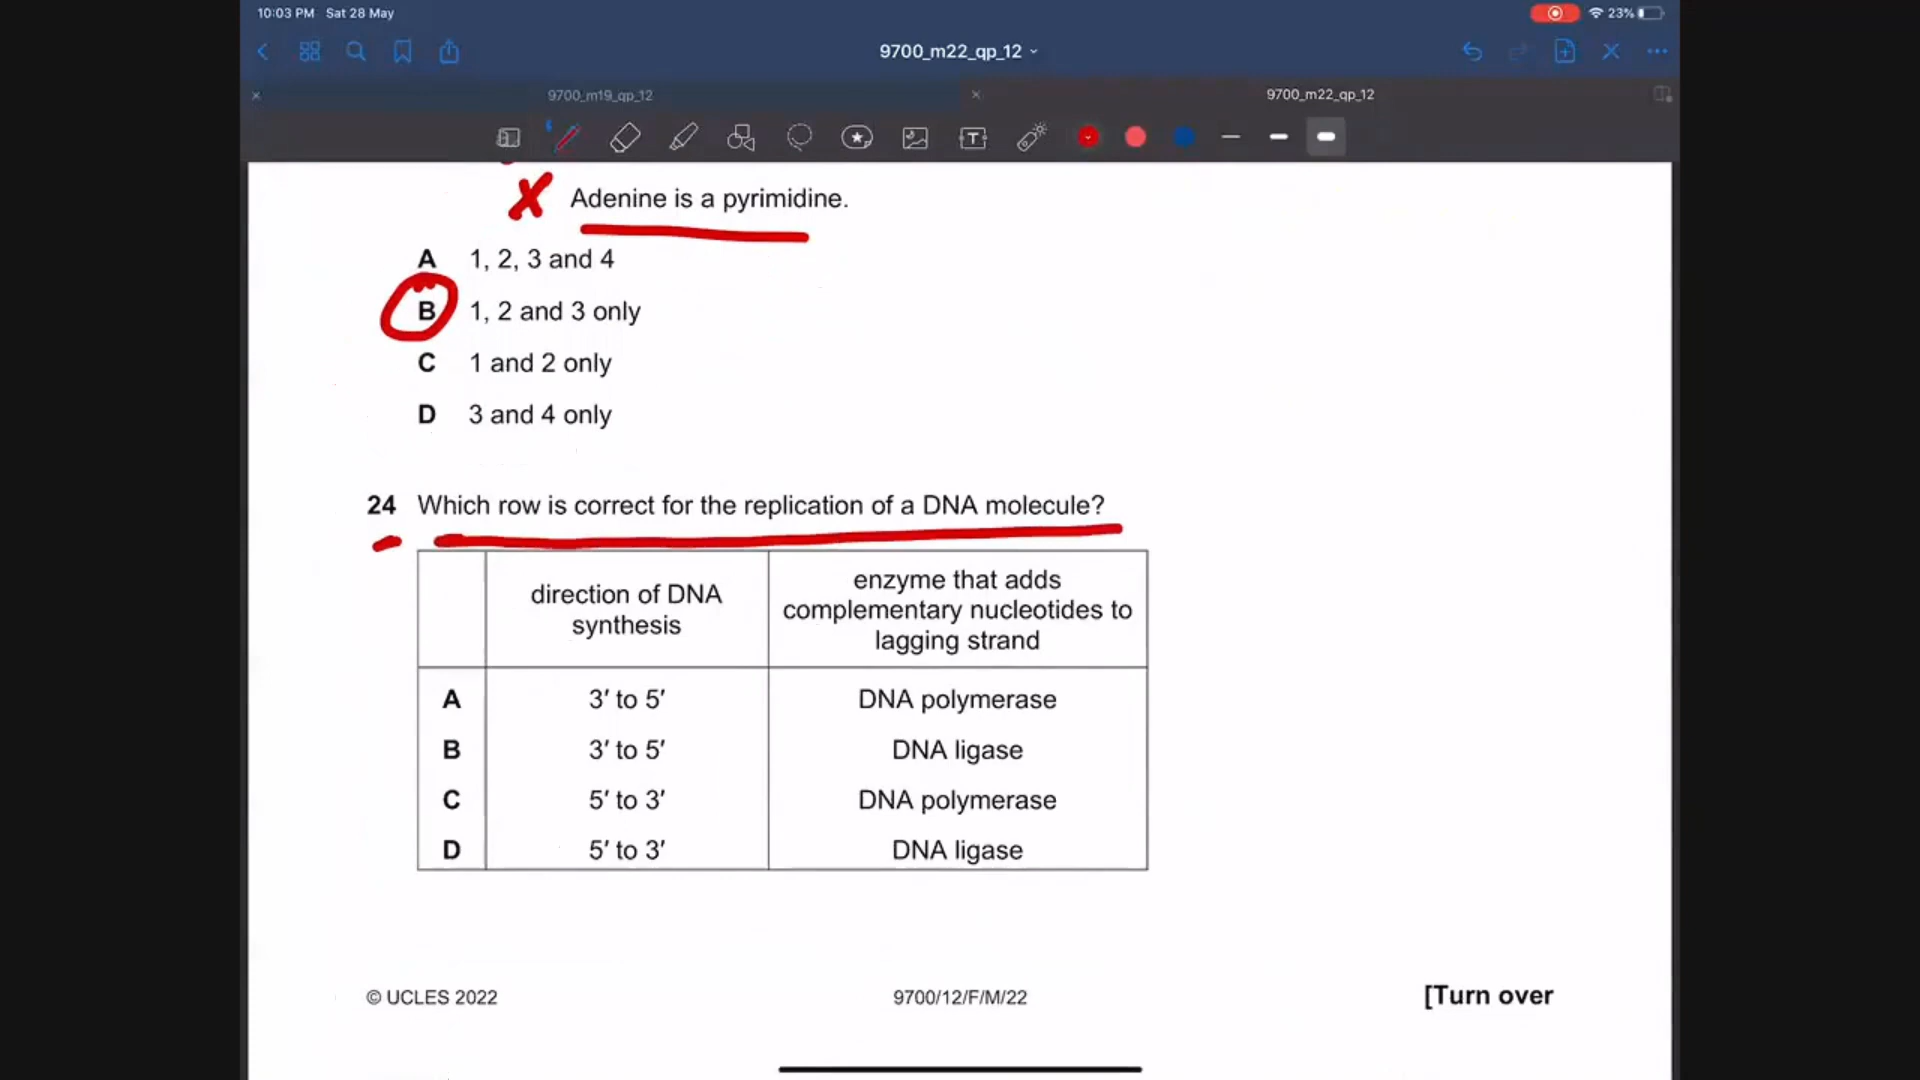 10:03 PM Sat 28 May
23%
9700_m22_qp_12
9700_m19_qp_12
9700_m22_qp_12
Adenine is a pyrimidine.
A 1, 2, 3 and 4
B 1, 2 and 3 only
C 1 and 2 only
D 3 and 4 only
24 Which row is correct for the replication of a DNA molecule?
direction of DNA synthesis
enzyme that adds complementary nucleotides to lagging strand
A 3′ to 5′ DNA polymerase
B 3′ to 5′ DNA ligase
C 5′ to 3′ DNA polymerase
D 5′ to 3′ DNA ligase
© UCLES 2022
9700/12/F/M/22
[Turn over